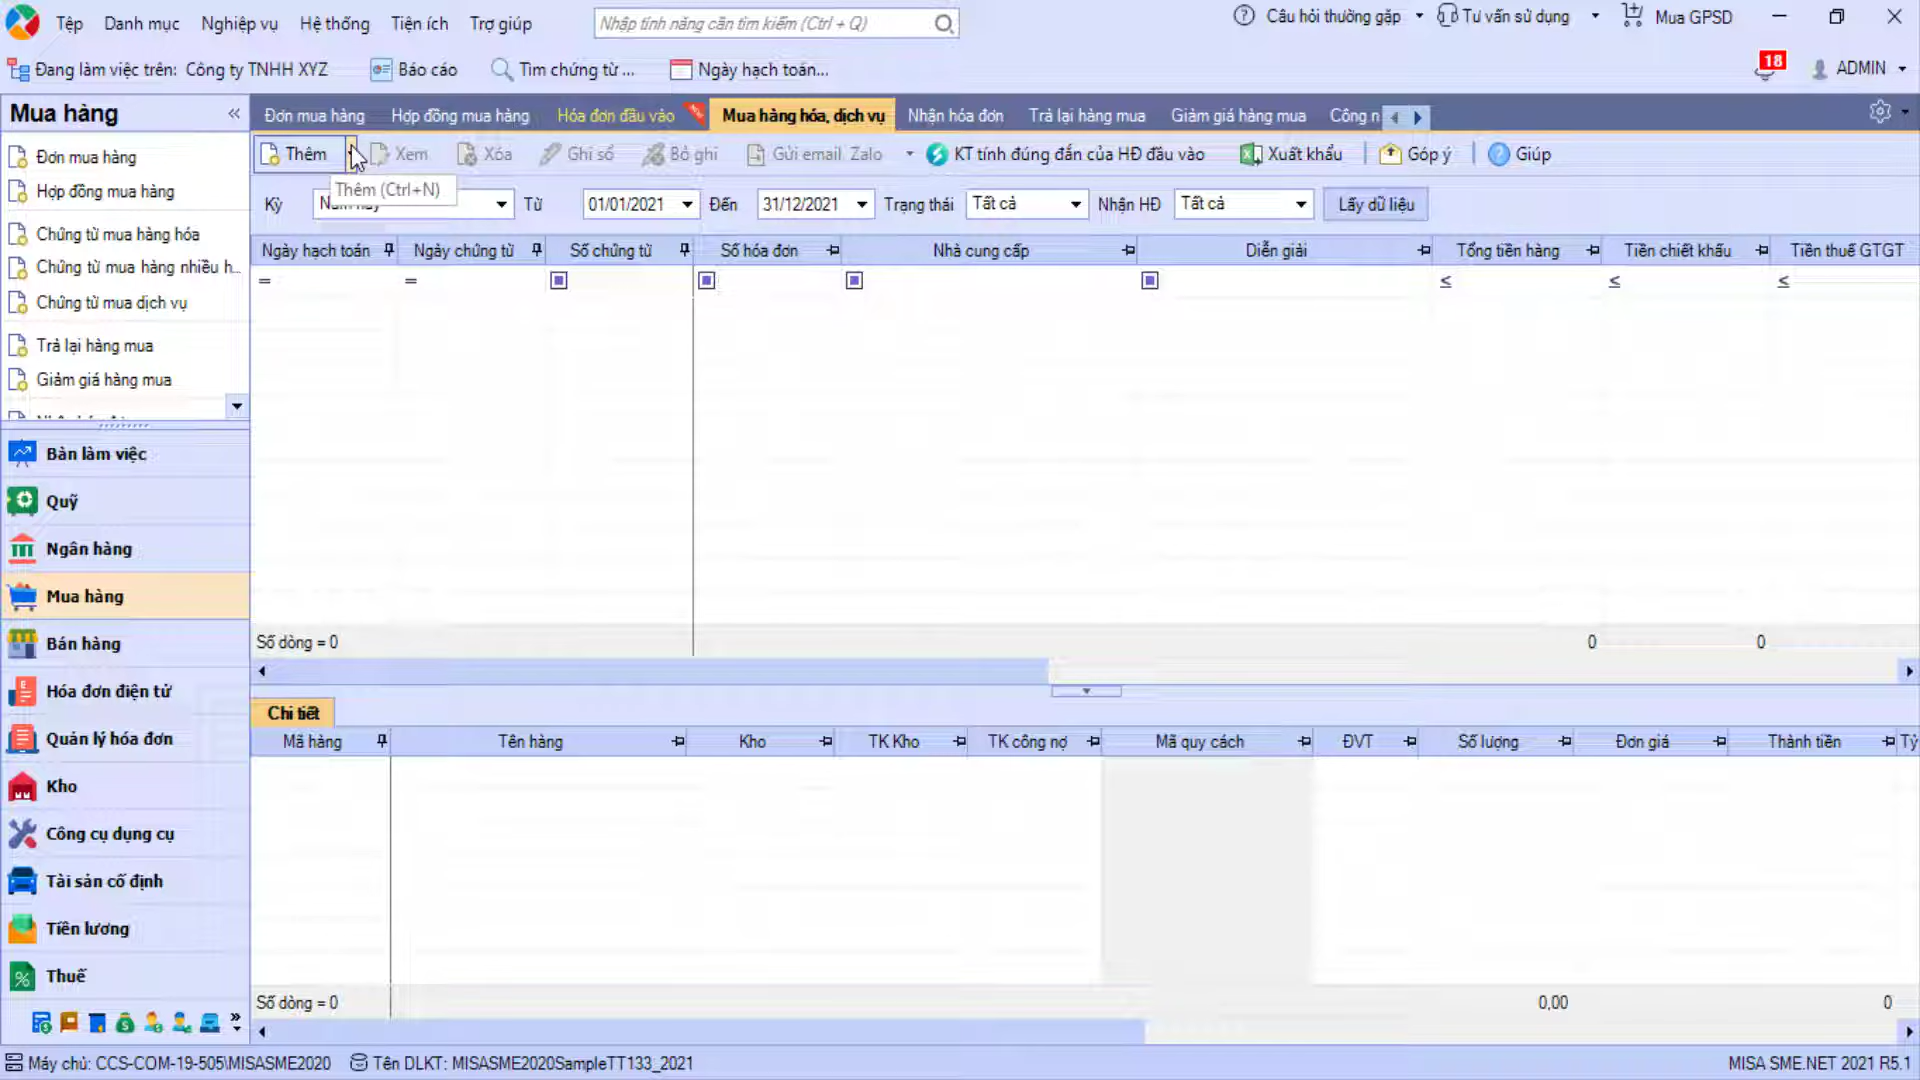 Tệp Danh mục Nghiệp vụ Hệ thống Tiện ích Trợ giúp Nhập tính năng cần tìm kiếm (Ctrl + Q) Câu hỏi thường gặp Tư vấn sử dụng Mua GPSD
Đang làm việc trên: Công ty TNHH XYZ Báo cáo Tìm chứng từ ... Ngày hạch toán... 18 ADMIN
Mua hàng «
Đơn mua hàng
Hợp đồng mua hàng
Chứng từ mua hàng hóa
Chứng từ mua hàng nhiều h...
Chứng từ mua dịch vụ
Trả lại hàng mua
Giảm giá hàng mua
Bàn làm việc
Quỹ
Ngân hàng
Mua hàng
Bán hàng
Hóa đơn điện tử
Quản lý hóa đơn
Kho
Công cụ dụng cụ
Tài sản cố định
Tiền lương
Thuế
Đơn mua hàng Hợp đồng mua hàng Hóa đơn đầu vào Mua hàng hóa, dịch vụ Nhận hóa đơn Trả lại hàng mua Giảm giá hàng mua Công n
Thêm Xem Xóa Ghi sổ Bỏ ghi Gửi email, Zalo KT tính đúng đắn của HĐ đầu vào Xuất khẩu Góp ý Giúp
Thêm (Ctrl+N)
Kỳ Năm nay Từ 01/01/2021 Đến 31/12/2021 Trạng thái Tất cả Nhận HĐ Tất cả Lấy dữ liệu
Ngày hạch toán Ngày chứng từ Số chứng từ Số hóa đơn Nhà cung cấp Diễn giải Tổng tiền hàng Tiền chiết khấu Tiền thuế GTGT
= = ≤ ≤ ≤
Số dòng = 0 0 0
Chi tiết
Mã hàng Tên hàng Kho TK Kho TK công nợ Mã quy cách ĐVT Số lượng Đơn giá Thành tiền Tỷ
Số dòng = 0 0,00 0
Máy chủ: CCS-COM-19-505\MISASME2020 Tên DLKT: MISASME2020SampleTT133_2021 MISA SME.NET 2021 R5.1